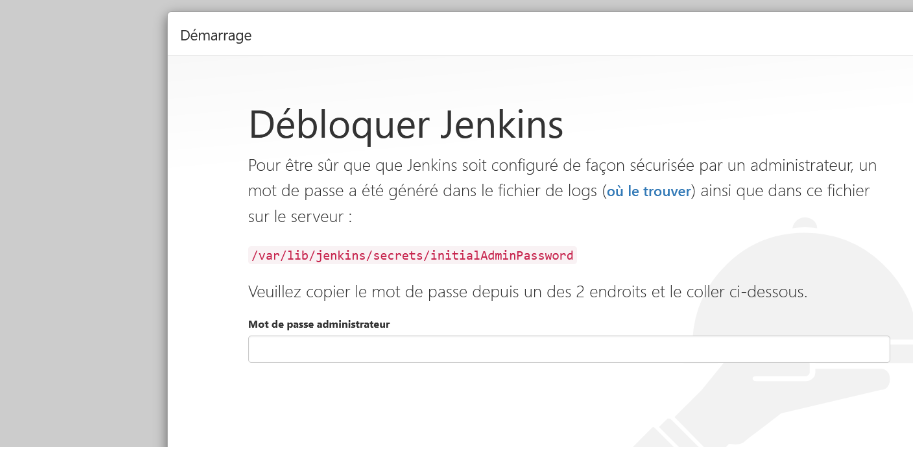 Démarrage
Débloquer Jenkins
Pour être sûr que que Jenkins soit configuré de façon sécurisée par un administrateur, un
mot de passe a été généré dans le fichier de logs (où le trouver) ainsi que dans ce fichier
sur le serveur :
/var/lib/jenkins/secrets/initialAdminPassword
Veuillez copier le mot de passe depuis un des 2 endroits et le coller ci-dessous.
Mot de passe administrateur